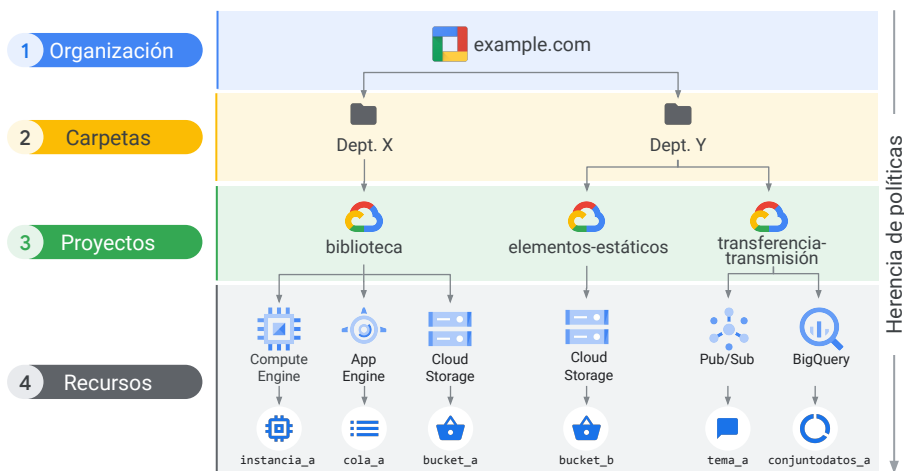 1 Organización
example.com
2 Carpetas
Dept. X
Dept. Y
3 Proyectos
biblioteca
elementos-estáticos
transferencia-
transmisión
4 Recursos
Compute
Engine
App
Engine
Cloud
Storage
Cloud
Storage
Pub/Sub
BigQuery
instancia_a
cola_a
bucket_a
bucket_b
tema_a
conjuntodatos_a
Herencia de políticas